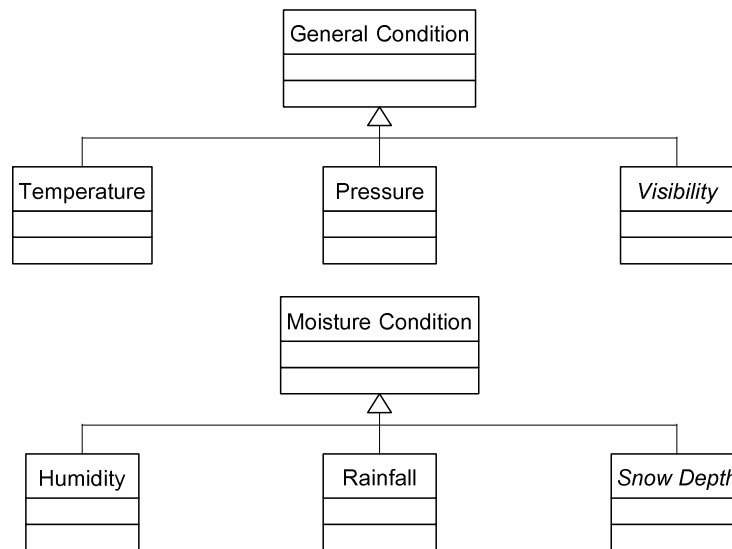 General Condition
Temperature
Pressure
Visibility
Moisture Condition
Humidity
Rainfall
Snow Depth